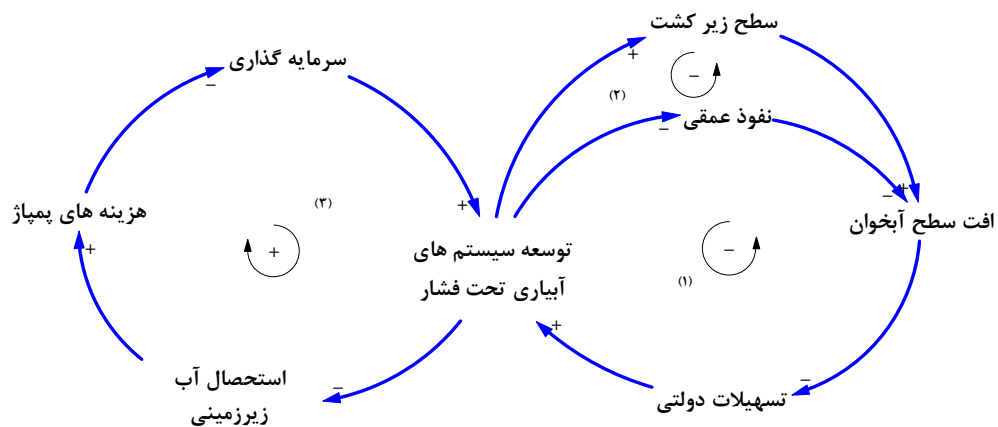 سطح زیر کشت
+
سرمایه گذاری
–
–
(۲)
نفوذ عمقی
–
هزینه های پمپاژ
+
(۳)
+
+
–
–
+
افت سطح آبخوان
توسعه سیستم های
آبیاری تحت فشار
–
(۱)
+
استحصال آب
زیرزمینی
–
تسهیلات دولتی
–